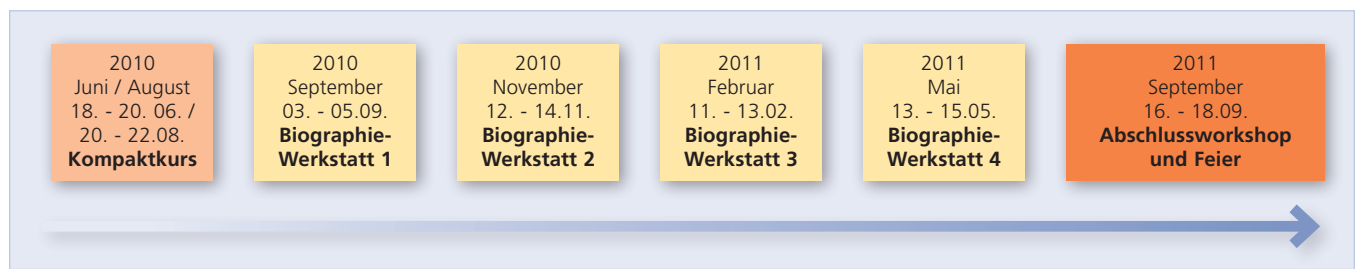 2010
Juni / August
18. - 20. 06. /
20. - 22.08.
Kompaktkurs
2010
September
03. - 05.09.
Biographie-
Werkstatt 1
2010
November
12. - 14.11.
Biographie-
Werkstatt 2
2011
Februar
11. - 13.02.
Biographie-
Werkstatt 3
2011
Mai
13. - 15.05.
Biographie-
Werkstatt 4
2011
September
16. - 18.09.
Abschlussworkshop
und Feier